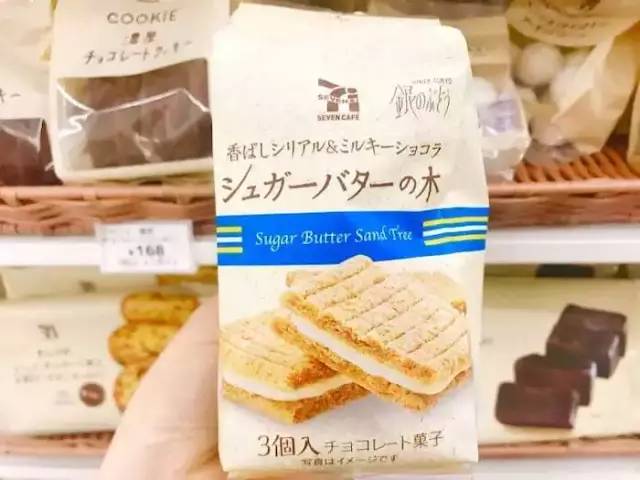 COOKIE
濃厚
チョコレートクッキー
SEVEN CAFÉ
銀のぶどう
香ばしシリアル&ミルキーショコラ
シュガーバターの木
Sugar Butter Sand Tree
¥168
3個入 チョコレート菓子
写真はイメージです